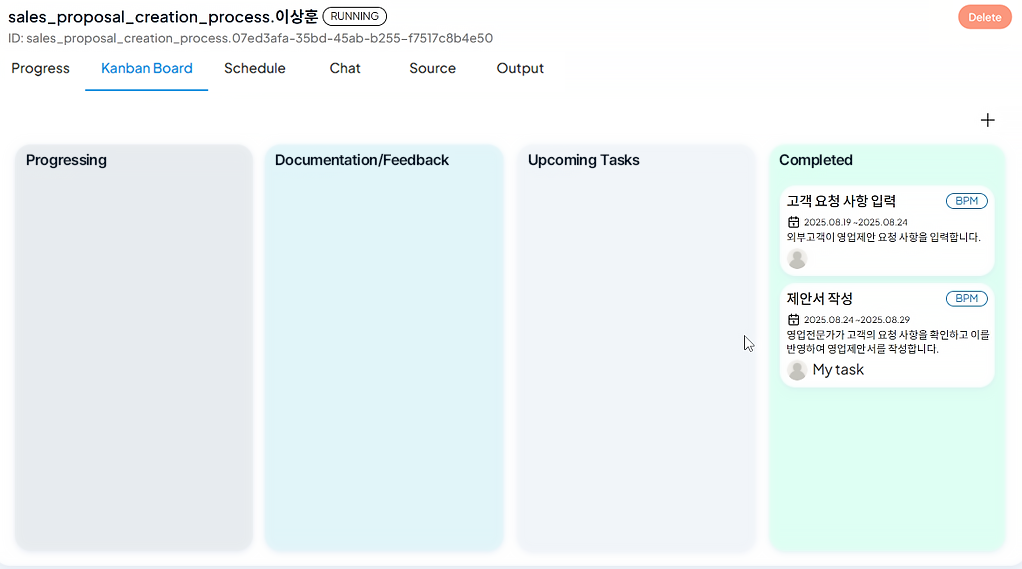 sales_proposal_creation_process.이상훈 RUNNING
Delete
ID: sales_proposal_creation_process.07ed3afa-35bd-45ab-b255-f7517c8b4e50
Progress Kanban Board Schedule Chat Source Output
+
Progressing
Documentation/Feedback
Upcoming Tasks
Completed
고객 요청 사항 입력 BPM
2025.08.19 ~2025.08.24
외부고객이 영업제안 요청 사항을 입력합니다.
제안서 작성 BPM
2025.08.24 ~2025.08.29
영업전문가가 고객의 요청 사항을 확인하고 이를
반영하여 영업제안서를 작성합니다.
My task